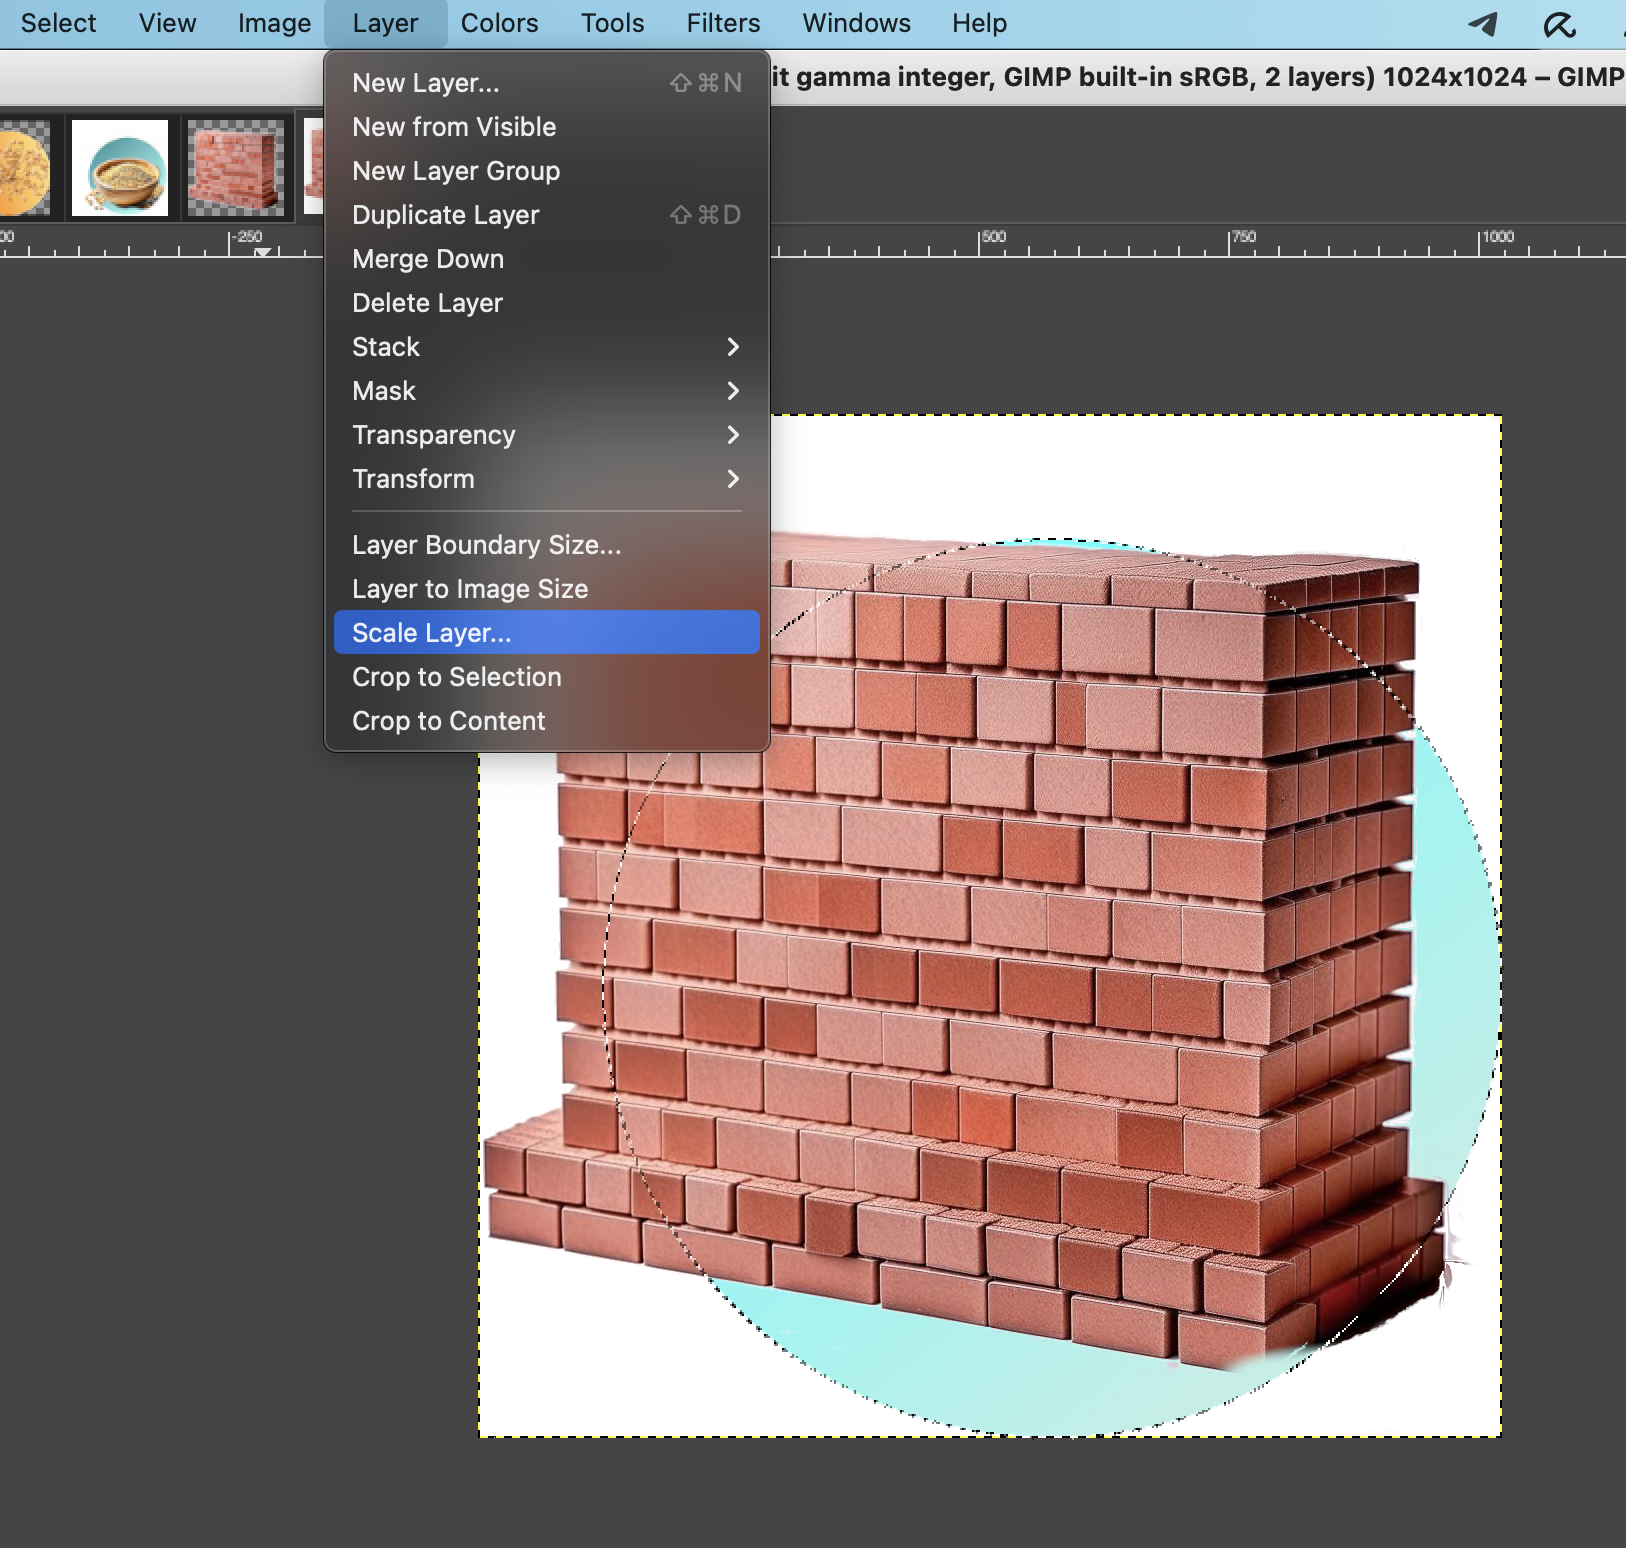 Select View Image Layer Colors Tools Filters Windows Help
it gamma integer, GIMP built-in sRGB, 2 layers) 1024x1024 – GIMP
00 -250 500 750 1000
New Layer... ⇧⌘N
New from Visible
New Layer Group
Duplicate Layer ⇧⌘D
Merge Down
Delete Layer
Stack
Mask
Transparency
Transform
Layer Boundary Size...
Layer to Image Size
Scale Layer...
Crop to Selection
Crop to Content